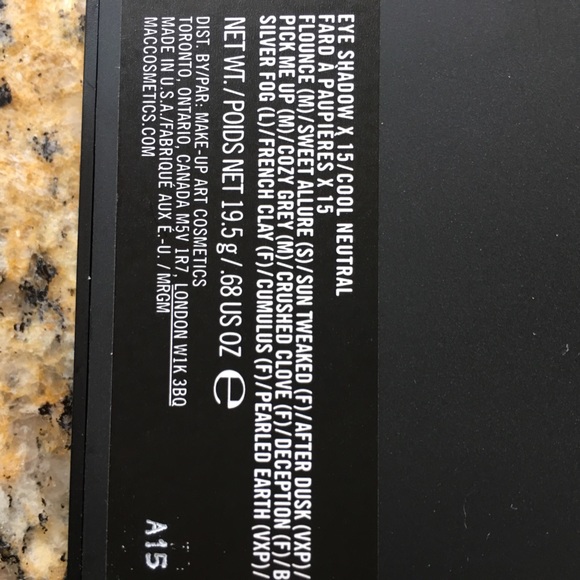 EYE SHADOW X 15/COOL NEUTRAL
FARD À PAUPIÈRES X 15
FLOUNCE (M)/SWEET ALLURE (S)/SUN TWEAKED (F)/AFTER DUSK (VXP)/
PICK ME UP (M)/COZY GREY (M)/CRUSHED CLOVE (F)/DECEPTION (F)/B
SILVER FOG (L)/FRENCH CLAY (F)/CUMULUS (F)/PEARLED EARTH (VXP)/
NET WT./POIDS NET 19.5 g/.68 US OZ e
DIST. BY/PAR: MAKE-UP ART COSMETICS
TORONTO, ONTARIO, CANADA M5V 1R7, LONDON W1K 3BQ
MADE IN U.S.A./FABRIQUÉ AUX É.-U. / MRGM
MACCOSMETICS.COM
A15